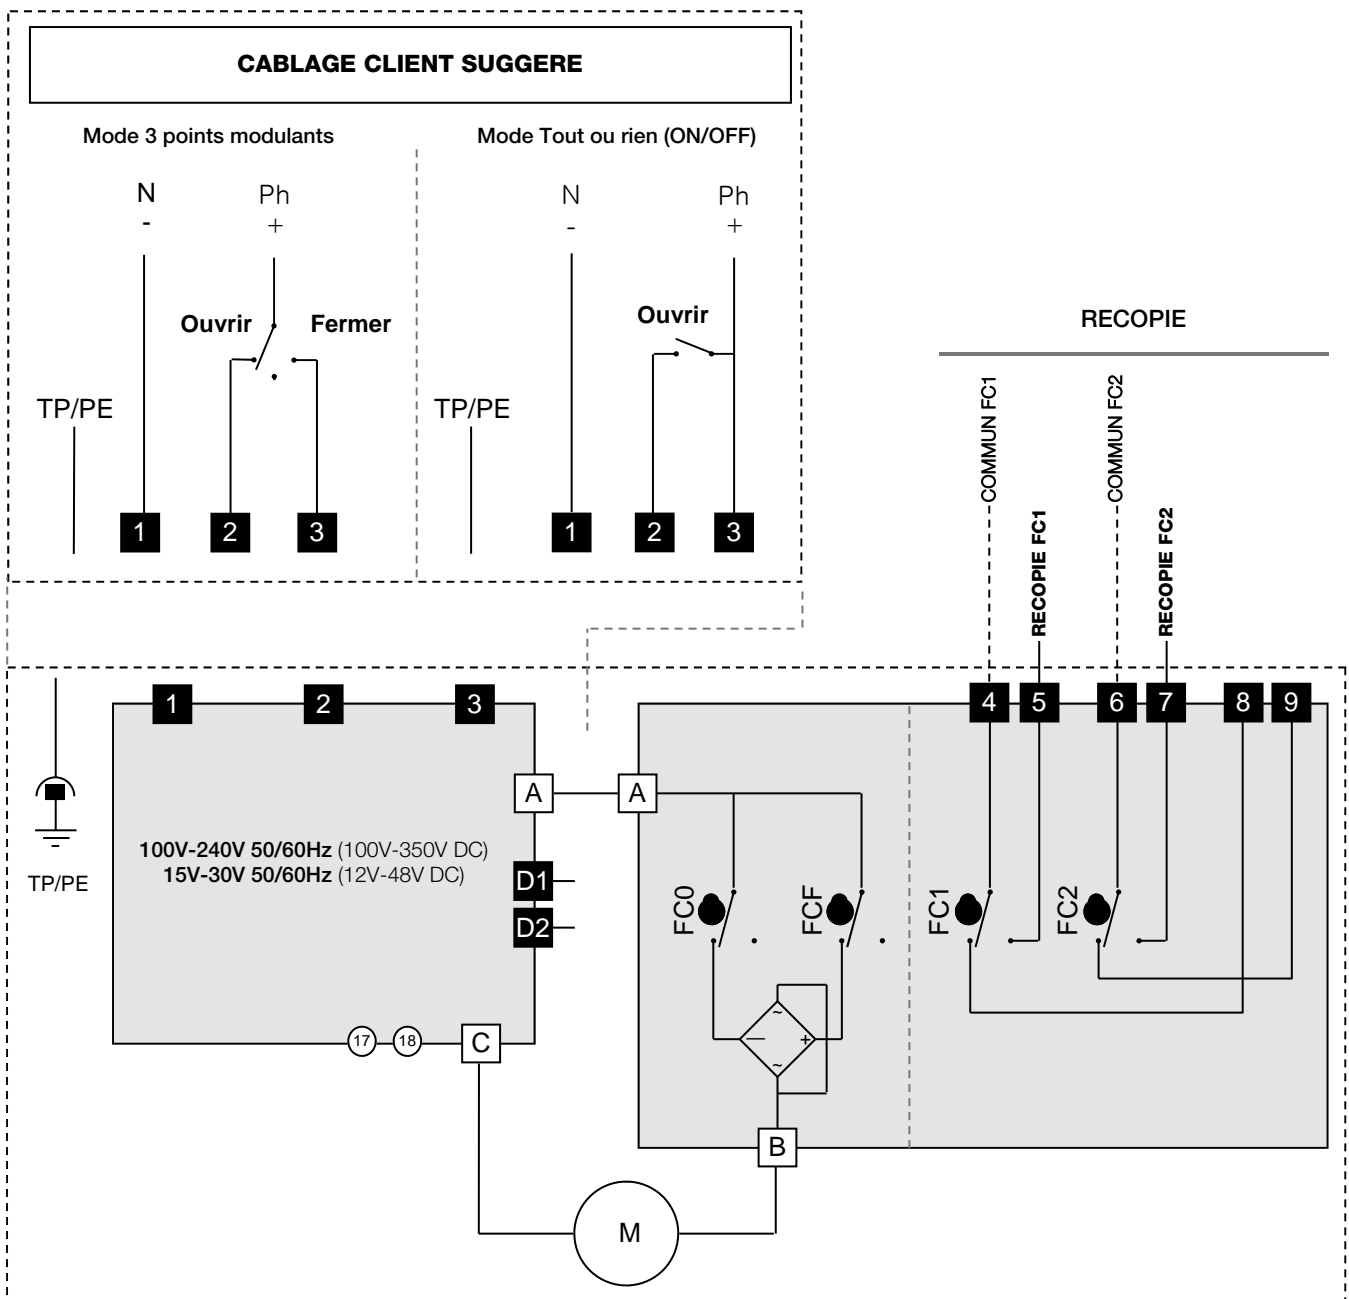 CABLAGE CLIENT SUGGERE
Mode 3 points modulants
Mode Tout ou rien (ON/OFF)
N
Ph
N
Ph
-
+
-
+
Ouvrir
Fermer
Ouvrir
RECOPIE
TP/PE
TP/PE
COMMUN FC1
COMMUN FC2
1
2
3
1
2
3
RECOPIE FC1
RECOPIE FC2
1
2
3
4
5
6
7
8
9
A
A
100V-240V 50/60Hz (100V-350V DC)
15V-30V 50/60Hz (12V-48V DC)
TP/PE
D1
D2
FC0
FCF
FC1
FC2
~
—
+
~
17
18
C
B
M